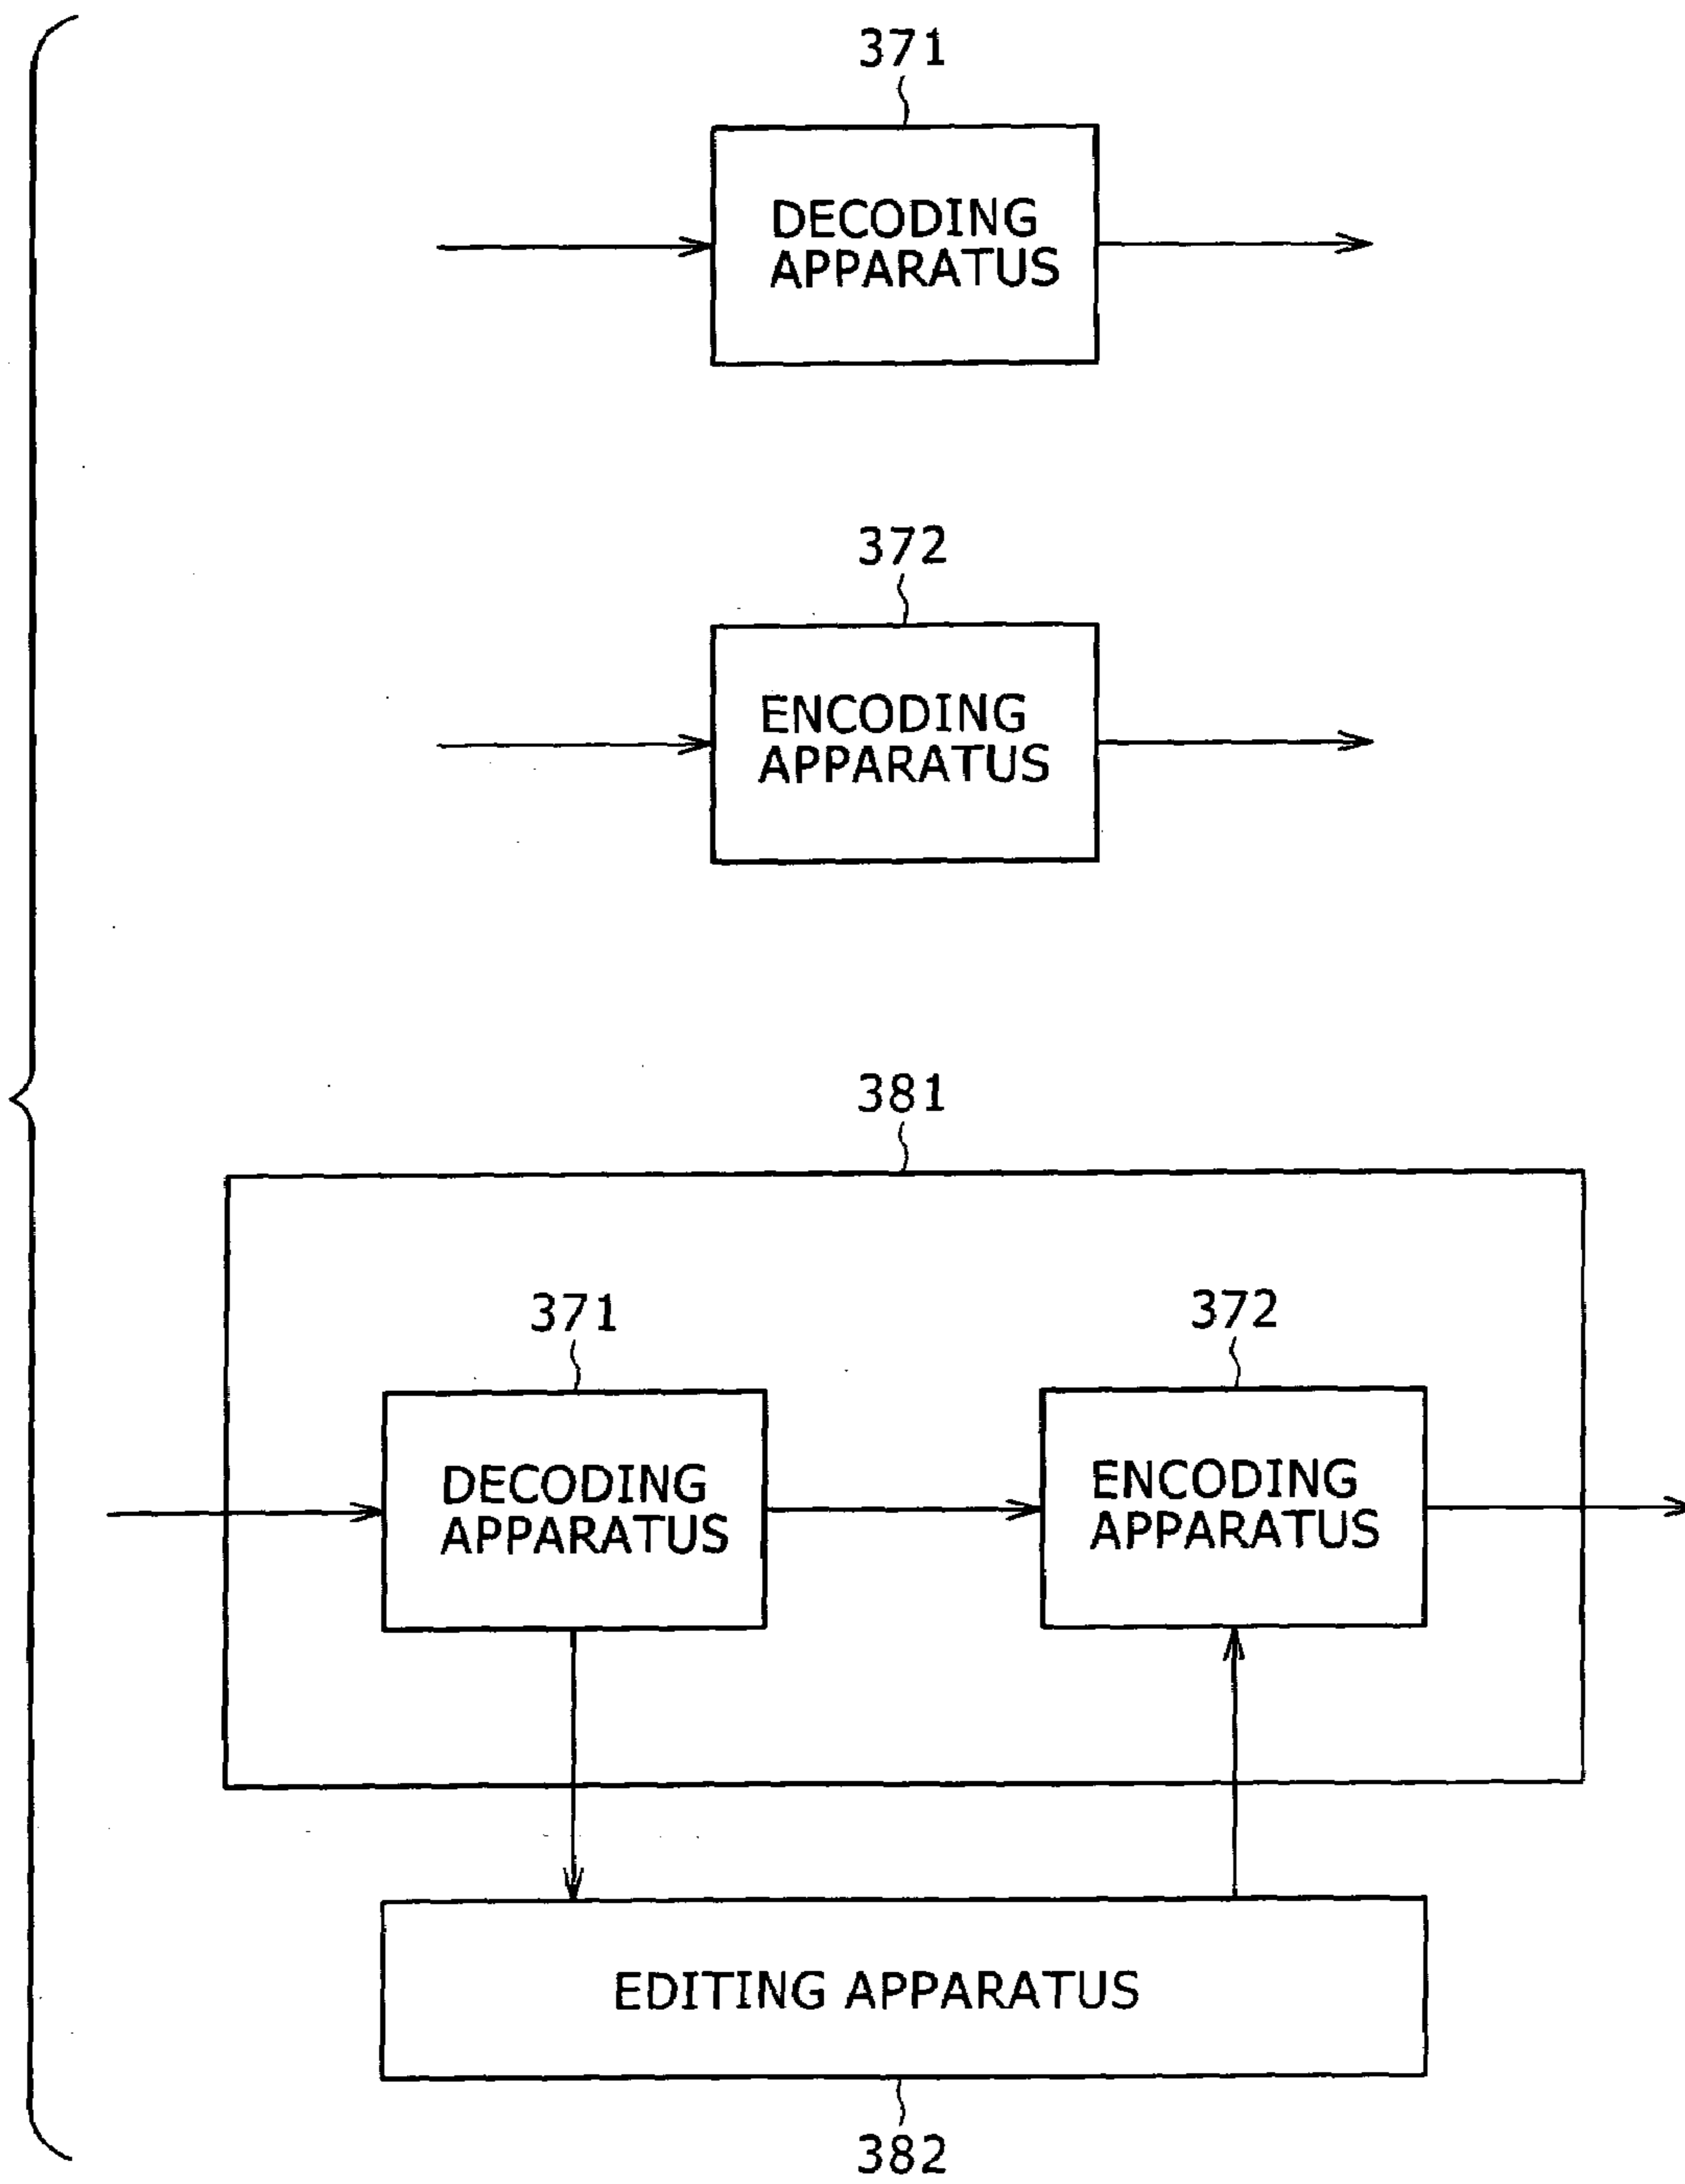 371
DECODING
APPARATUS
372
ENCODING
APPARATUS
381
371
DECODING
APPARATUS
372
ENCODING
APPARATUS
EDITING APPARATUS
382